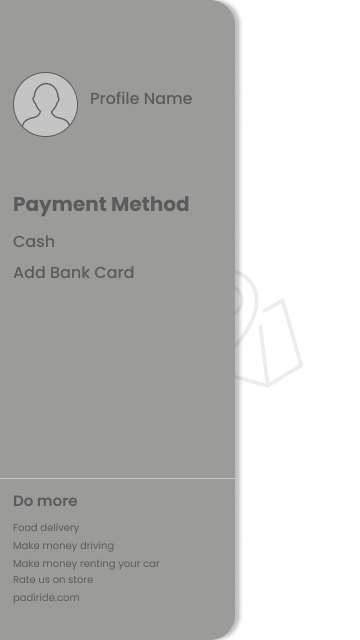 Profile Name
Payment Method
Cash
Add Bank Card
Do more
Food delivery
Make money driving
Make money renting your car
Rate us on store
padiride.com